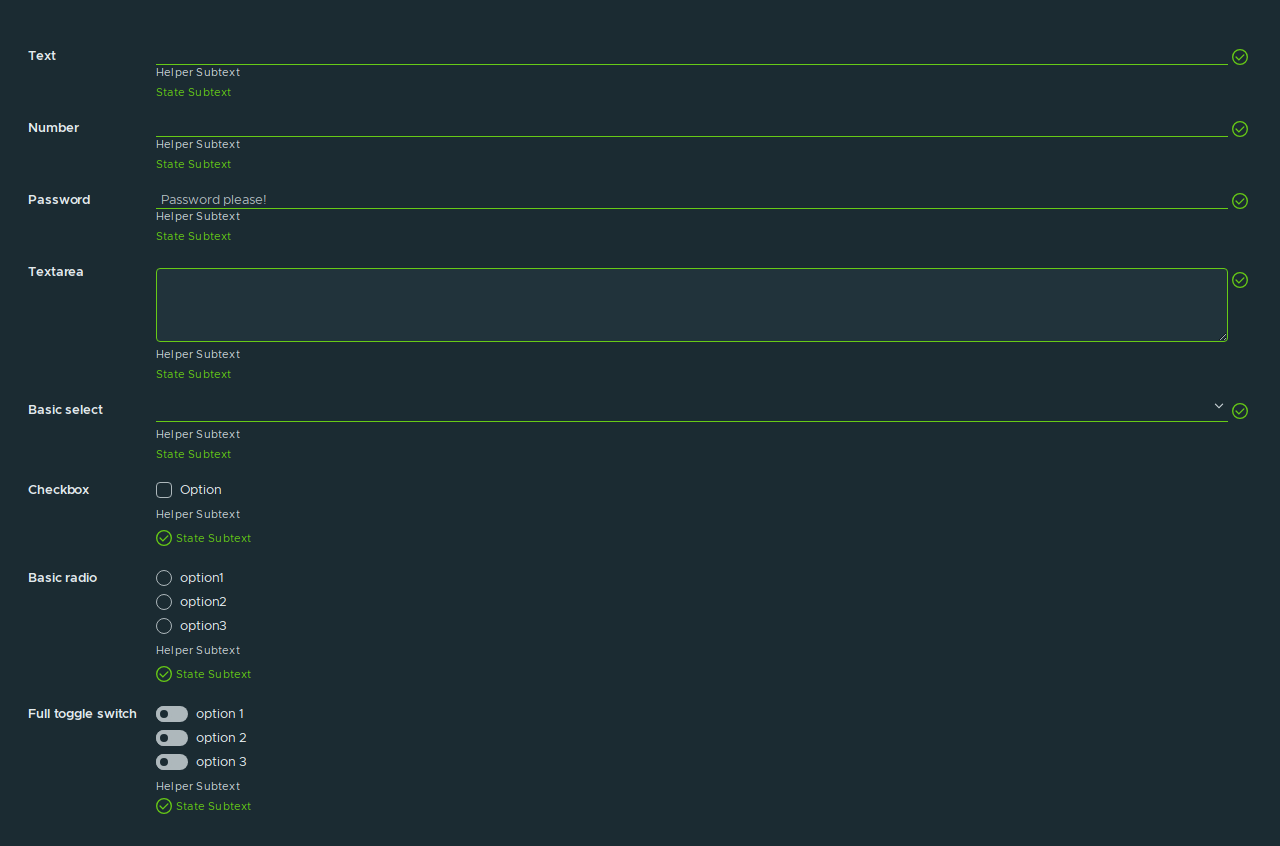 Text
Helper Subtext
State Subtext
Number
Helper Subtext
State Subtext
Password
Password please!
Helper Subtext
State Subtext
Textarea
Helper Subtext
State Subtext
Basic select
Helper Subtext
State Subtext
Checkbox
Option
Helper Subtext
State Subtext
Basic radio
option1
option2
option3
Helper Subtext
State Subtext
Full toggle switch
option 1
option 2
option 3
Helper Subtext
State Subtext